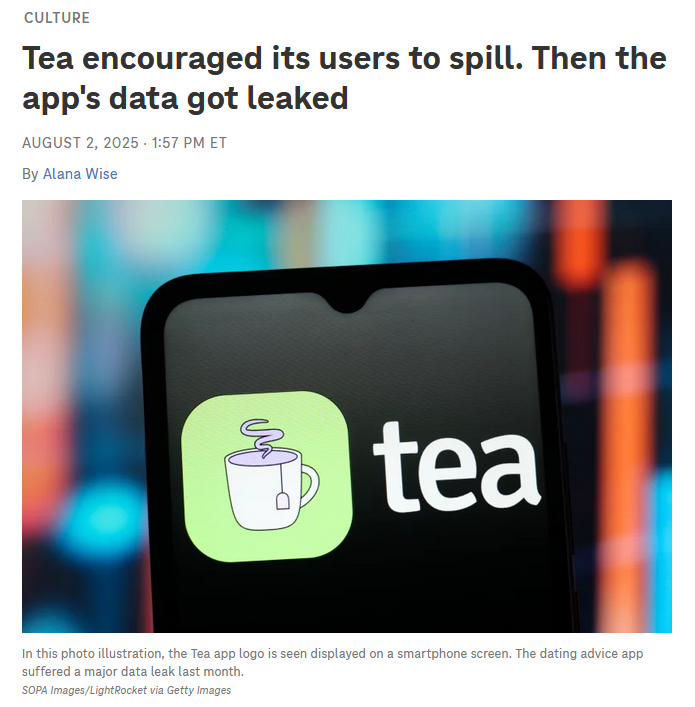 CULTURE
Tea encouraged its users to spill. Then the
app's data got leaked
AUGUST 2, 2025 · 1:57 PM ET
By Alana Wise
tea
In this photo illustration, the Tea app logo is seen displayed on a smartphone screen. The dating advice app
suffered a major data leak last month.
SOPA Images/LightRocket via Getty Images